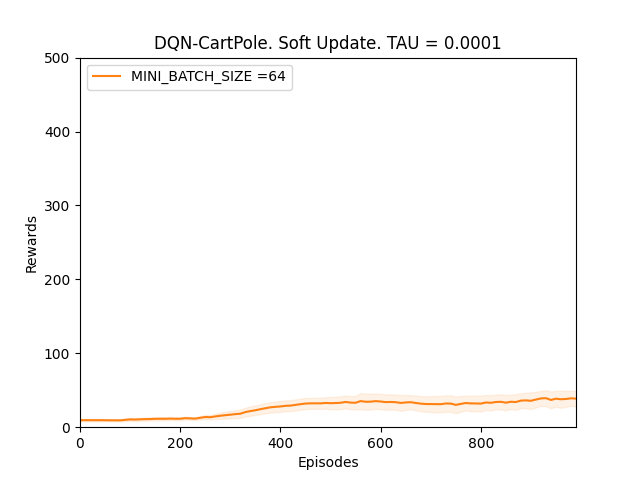 DQN-CartPole. Soft Update. TAU = 0.0001
MINI_BATCH_SIZE =64
500
400
300
200
100
0
Rewards
0 200 400 600 800
Episodes